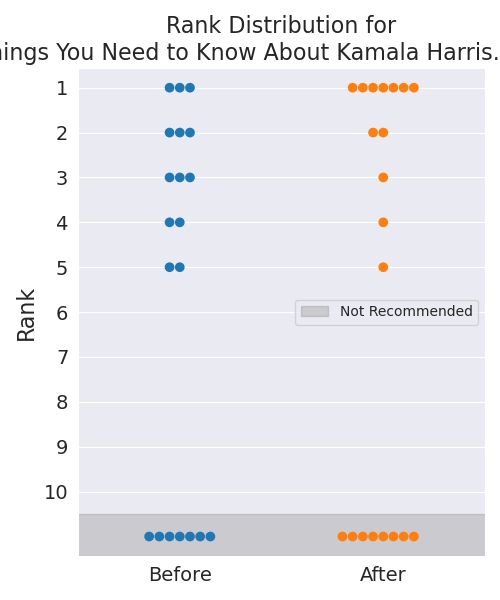 Rank Distribution for
ings You Need to Know About Kamala Harris.
1
2
3
4
5
6
7
8
9
10
Rank
Not Recommended
Before
After